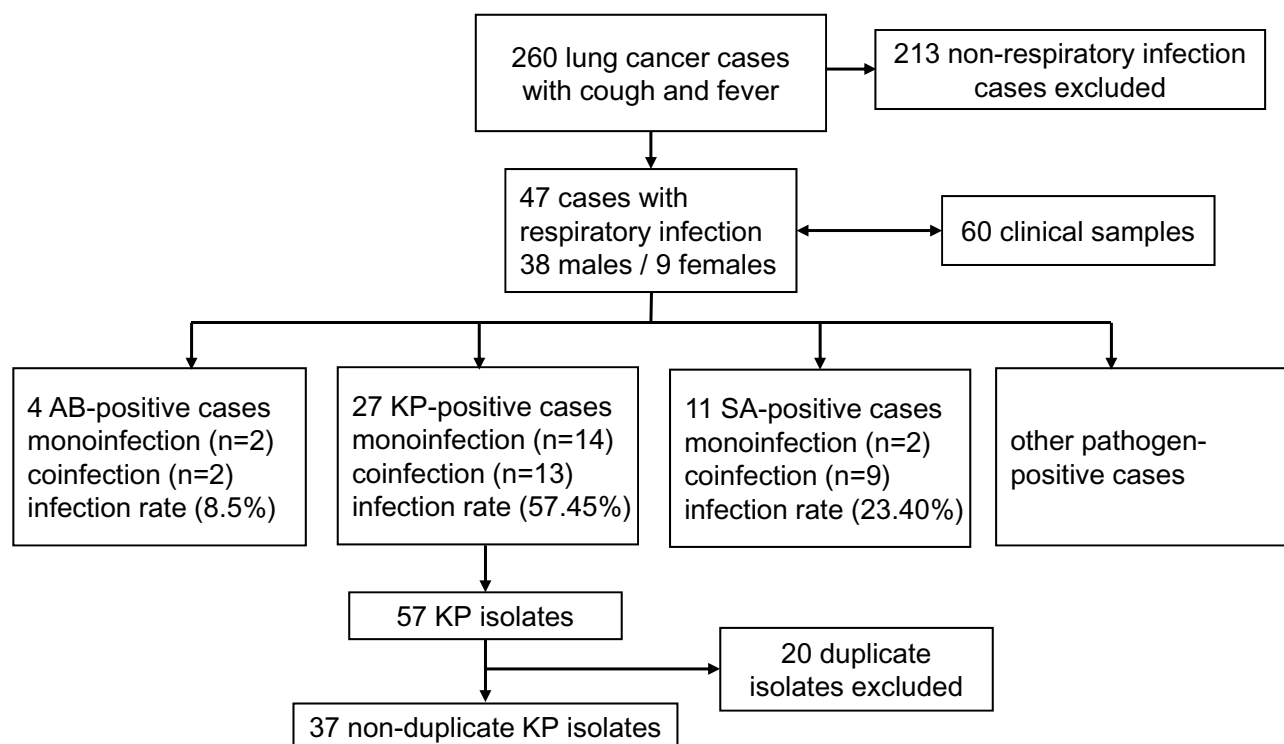 260 lung cancer cases
with cough and fever
213 non-respiratory infection
cases excluded
47 cases with
respiratory infection
38 males / 9 females
60 clinical samples
4 AB-positive cases
monoinfection (n=2)
coinfection (n=2)
infection rate (8.5%)
27 KP-positive cases
monoinfection (n=14)
coinfection (n=13)
infection rate (57.45%)
11 SA-positive cases
monoinfection (n=2)
coinfection (n=9)
infection rate (23.40%)
other pathogen-
positive cases
57 KP isolates
20 duplicate
isolates excluded
37 non-duplicate KP isolates